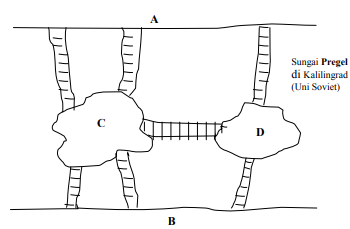 A
Sungai Pregel
di Kalilingrad
(Uni Soviet)
C
D
B